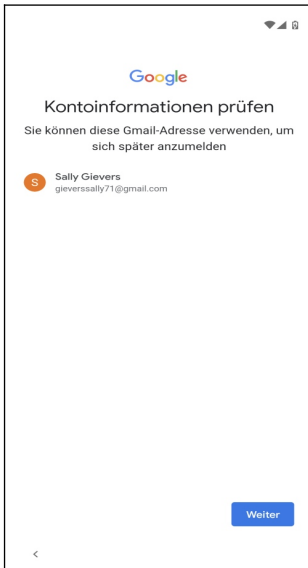 Google
Kontoinformationen prüfen
Sie können diese Gmail-Adresse verwenden, um
sich später anzumelden
S
Sally Gievers
gieverssally71@gmail.com
Weiter